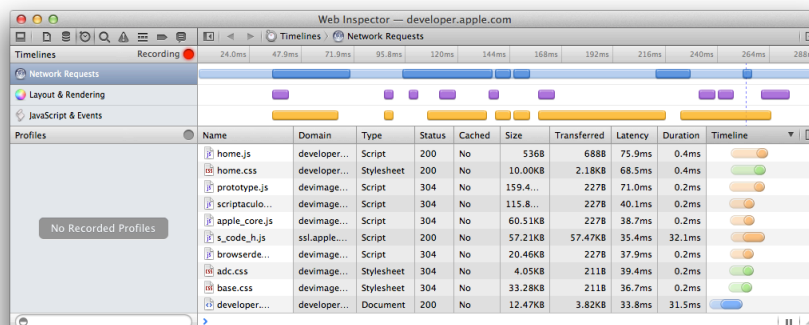 Web Inspector — developer.apple.com
Timelines Network Requests
Timelines Recording
24.0ms 47.9ms 71.9ms 95.8ms 120ms 144ms 168ms 192ms 216ms 240ms 264ms 288ms
Network Requests
Layout & Rendering
JavaScript & Events
Profiles
No Recorded Profiles
Name Domain Type Status Cached Size Transferred Latency Duration Timeline
home.js developer... Script 200 No 536B 688B 75.9ms 0.4ms
home.css developer... Stylesheet 200 No 10.00KB 2.18KB 68.5ms 0.4ms
prototype.js devimage... Script 304 No 159.4... 227B 71.0ms 0.2ms
scriptaculo... devimage... Script 304 No 115.8... 227B 40.1ms 0.2ms
apple_core.js devimage... Script 304 No 60.51KB 227B 38.7ms 0.2ms
s_code_h.js ssl.apple.... Script 200 No 57.21KB 57.47KB 35.4ms 32.1ms
browserde... devimage... Script 304 No 20.46KB 227B 37.9ms 0.2ms
adc.css devimage... Stylesheet 304 No 4.05KB 211B 39.4ms 0.2ms
base.css devimage... Stylesheet 304 No 33.28KB 211B 36.7ms 0.2ms
developer.... developer... Document 200 No 12.47KB 3.82KB 33.8ms 31.5ms